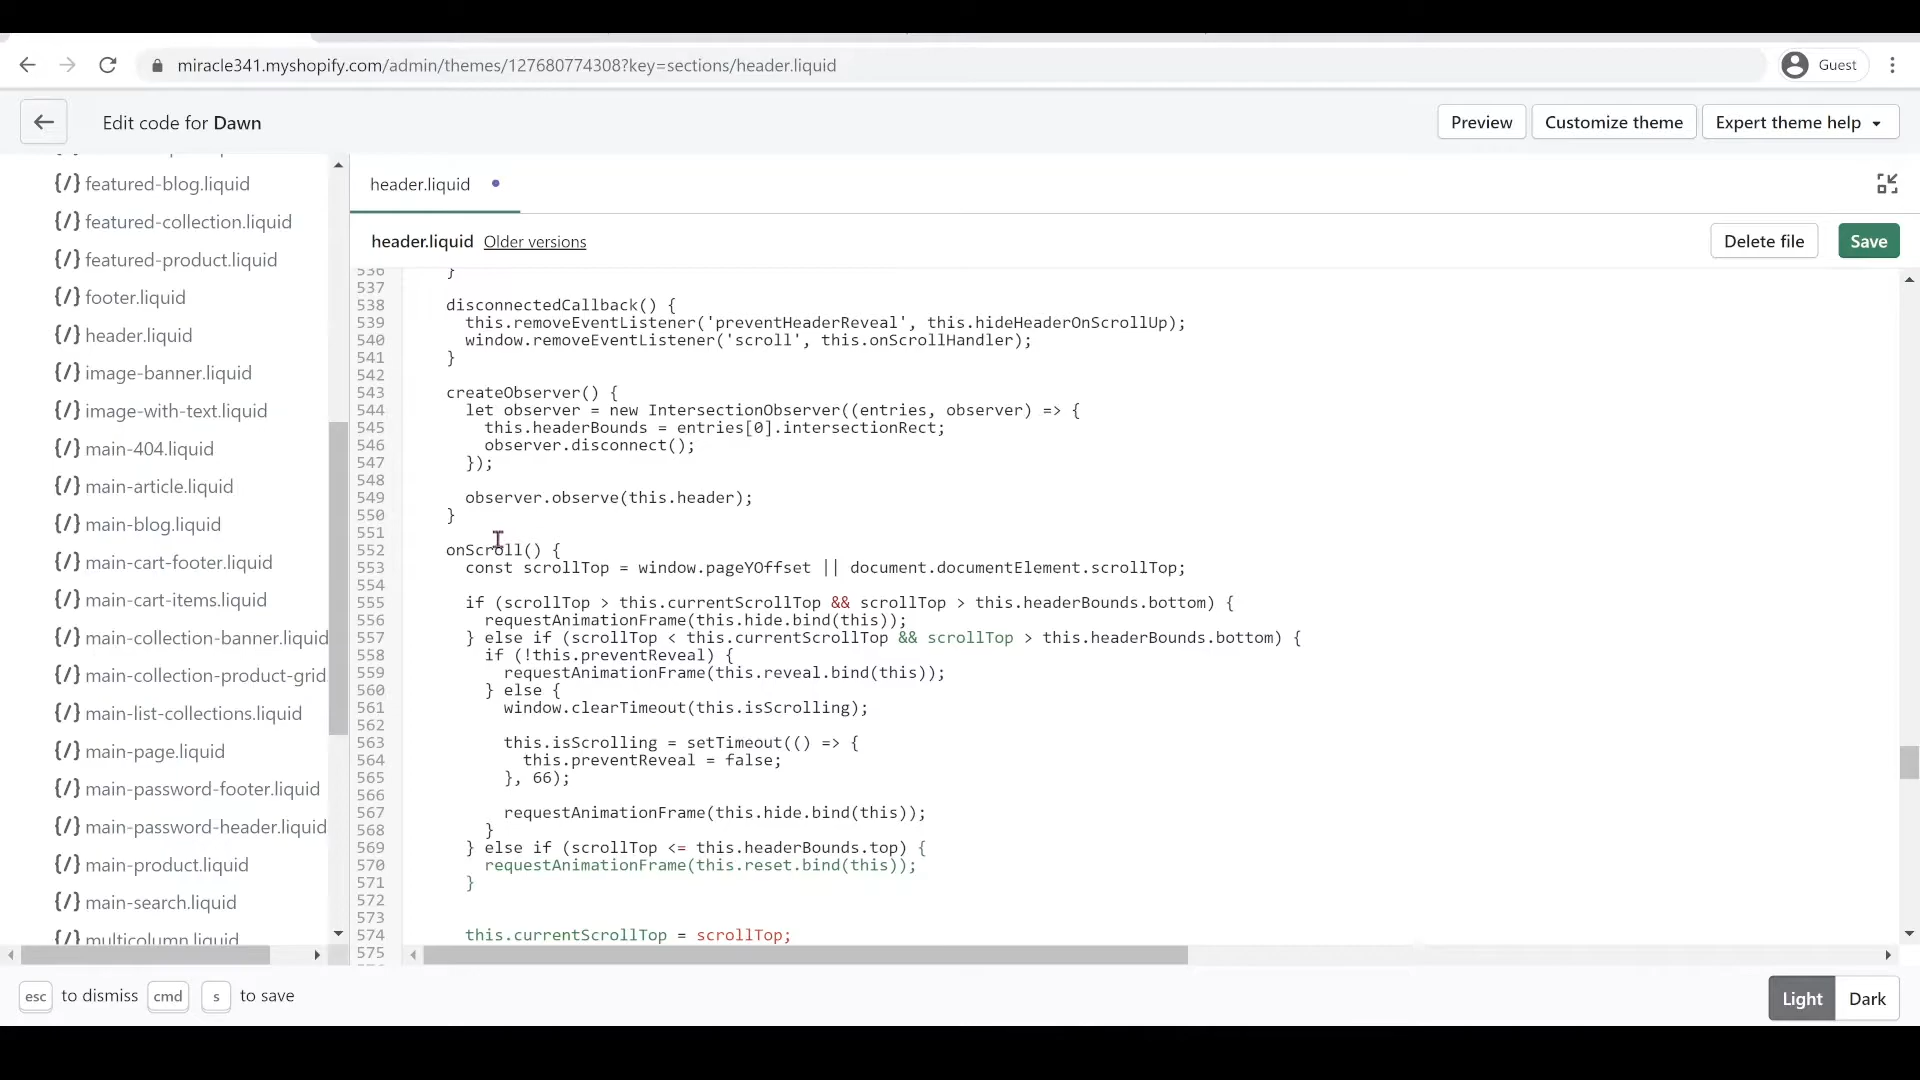 miracle341.myshopify.com/admin/themes/127680774308?key=sections/header.liquid
Guest
Edit code for Dawn
Preview
Customize theme
Expert theme help
{/} featured-blog.liquid
{/} featured-collection.liquid
{/} featured-product.liquid
{/} footer.liquid
{/} header.liquid
{/} image-banner.liquid
{/} image-with-text.liquid
{/} main-404.liquid
{/} main-article.liquid
{/} main-blog.liquid
{/} main-cart-footer.liquid
{/} main-cart-items.liquid
{/} main-collection-banner.liquid
{/} main-collection-product-grid
{/} main-list-collections.liquid
{/} main-page.liquid
{/} main-password-footer.liquid
{/} main-password-header.liquid
{/} main-product.liquid
{/} main-search.liquid
{/} multicolumn.liquid
header.liquid
header.liquid Older versions
Delete file
Save
536 }
537
538 disconnectedCallback() {
539 this.removeEventListener('preventHeaderReveal', this.hideHeaderOnScrollUp);
540 window.removeEventListener('scroll', this.onScrollHandler);
541 }
542
543 createObserver() {
544 let observer = new IntersectionObserver((entries, observer) => {
545 this.headerBounds = entries[0].intersectionRect;
546 observer.disconnect();
547 });
548
549 observer.observe(this.header);
550 }
551
552 onScroll() {
553 const scrollTop = window.pageYOffset || document.documentElement.scrollTop;
554
555 if (scrollTop > this.currentScrollTop && scrollTop > this.headerBounds.bottom) {
556 requestAnimationFrame(this.hide.bind(this));
557 } else if (scrollTop < this.currentScrollTop && scrollTop > this.headerBounds.bottom) {
558 if (!this.preventReveal) {
559 requestAnimationFrame(this.reveal.bind(this));
560 } else {
561 window.clearTimeout(this.isScrolling);
562
563 this.isScrolling = setTimeout(() => {
564 this.preventReveal = false;
565 }, 66);
566
567 requestAnimationFrame(this.hide.bind(this));
568 }
569 } else if (scrollTop <= this.headerBounds.top) {
570 requestAnimationFrame(this.reset.bind(this));
571 }
572
573
574 this.currentScrollTop = scrollTop;
575
esc to dismiss cmd s to save
Light
Dark